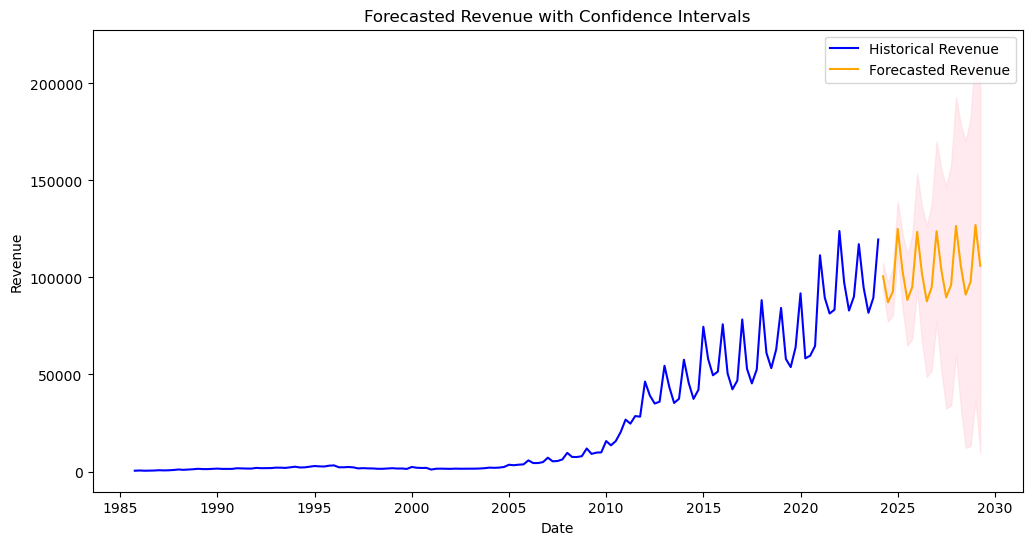 Forecasted Revenue with Confidence Intervals
Historical Revenue
Forecasted Revenue
200000
150000
100000
50000
0
Revenue
1985 1990 1995 2000 2005 2010 2015 2020 2025 2030
Date